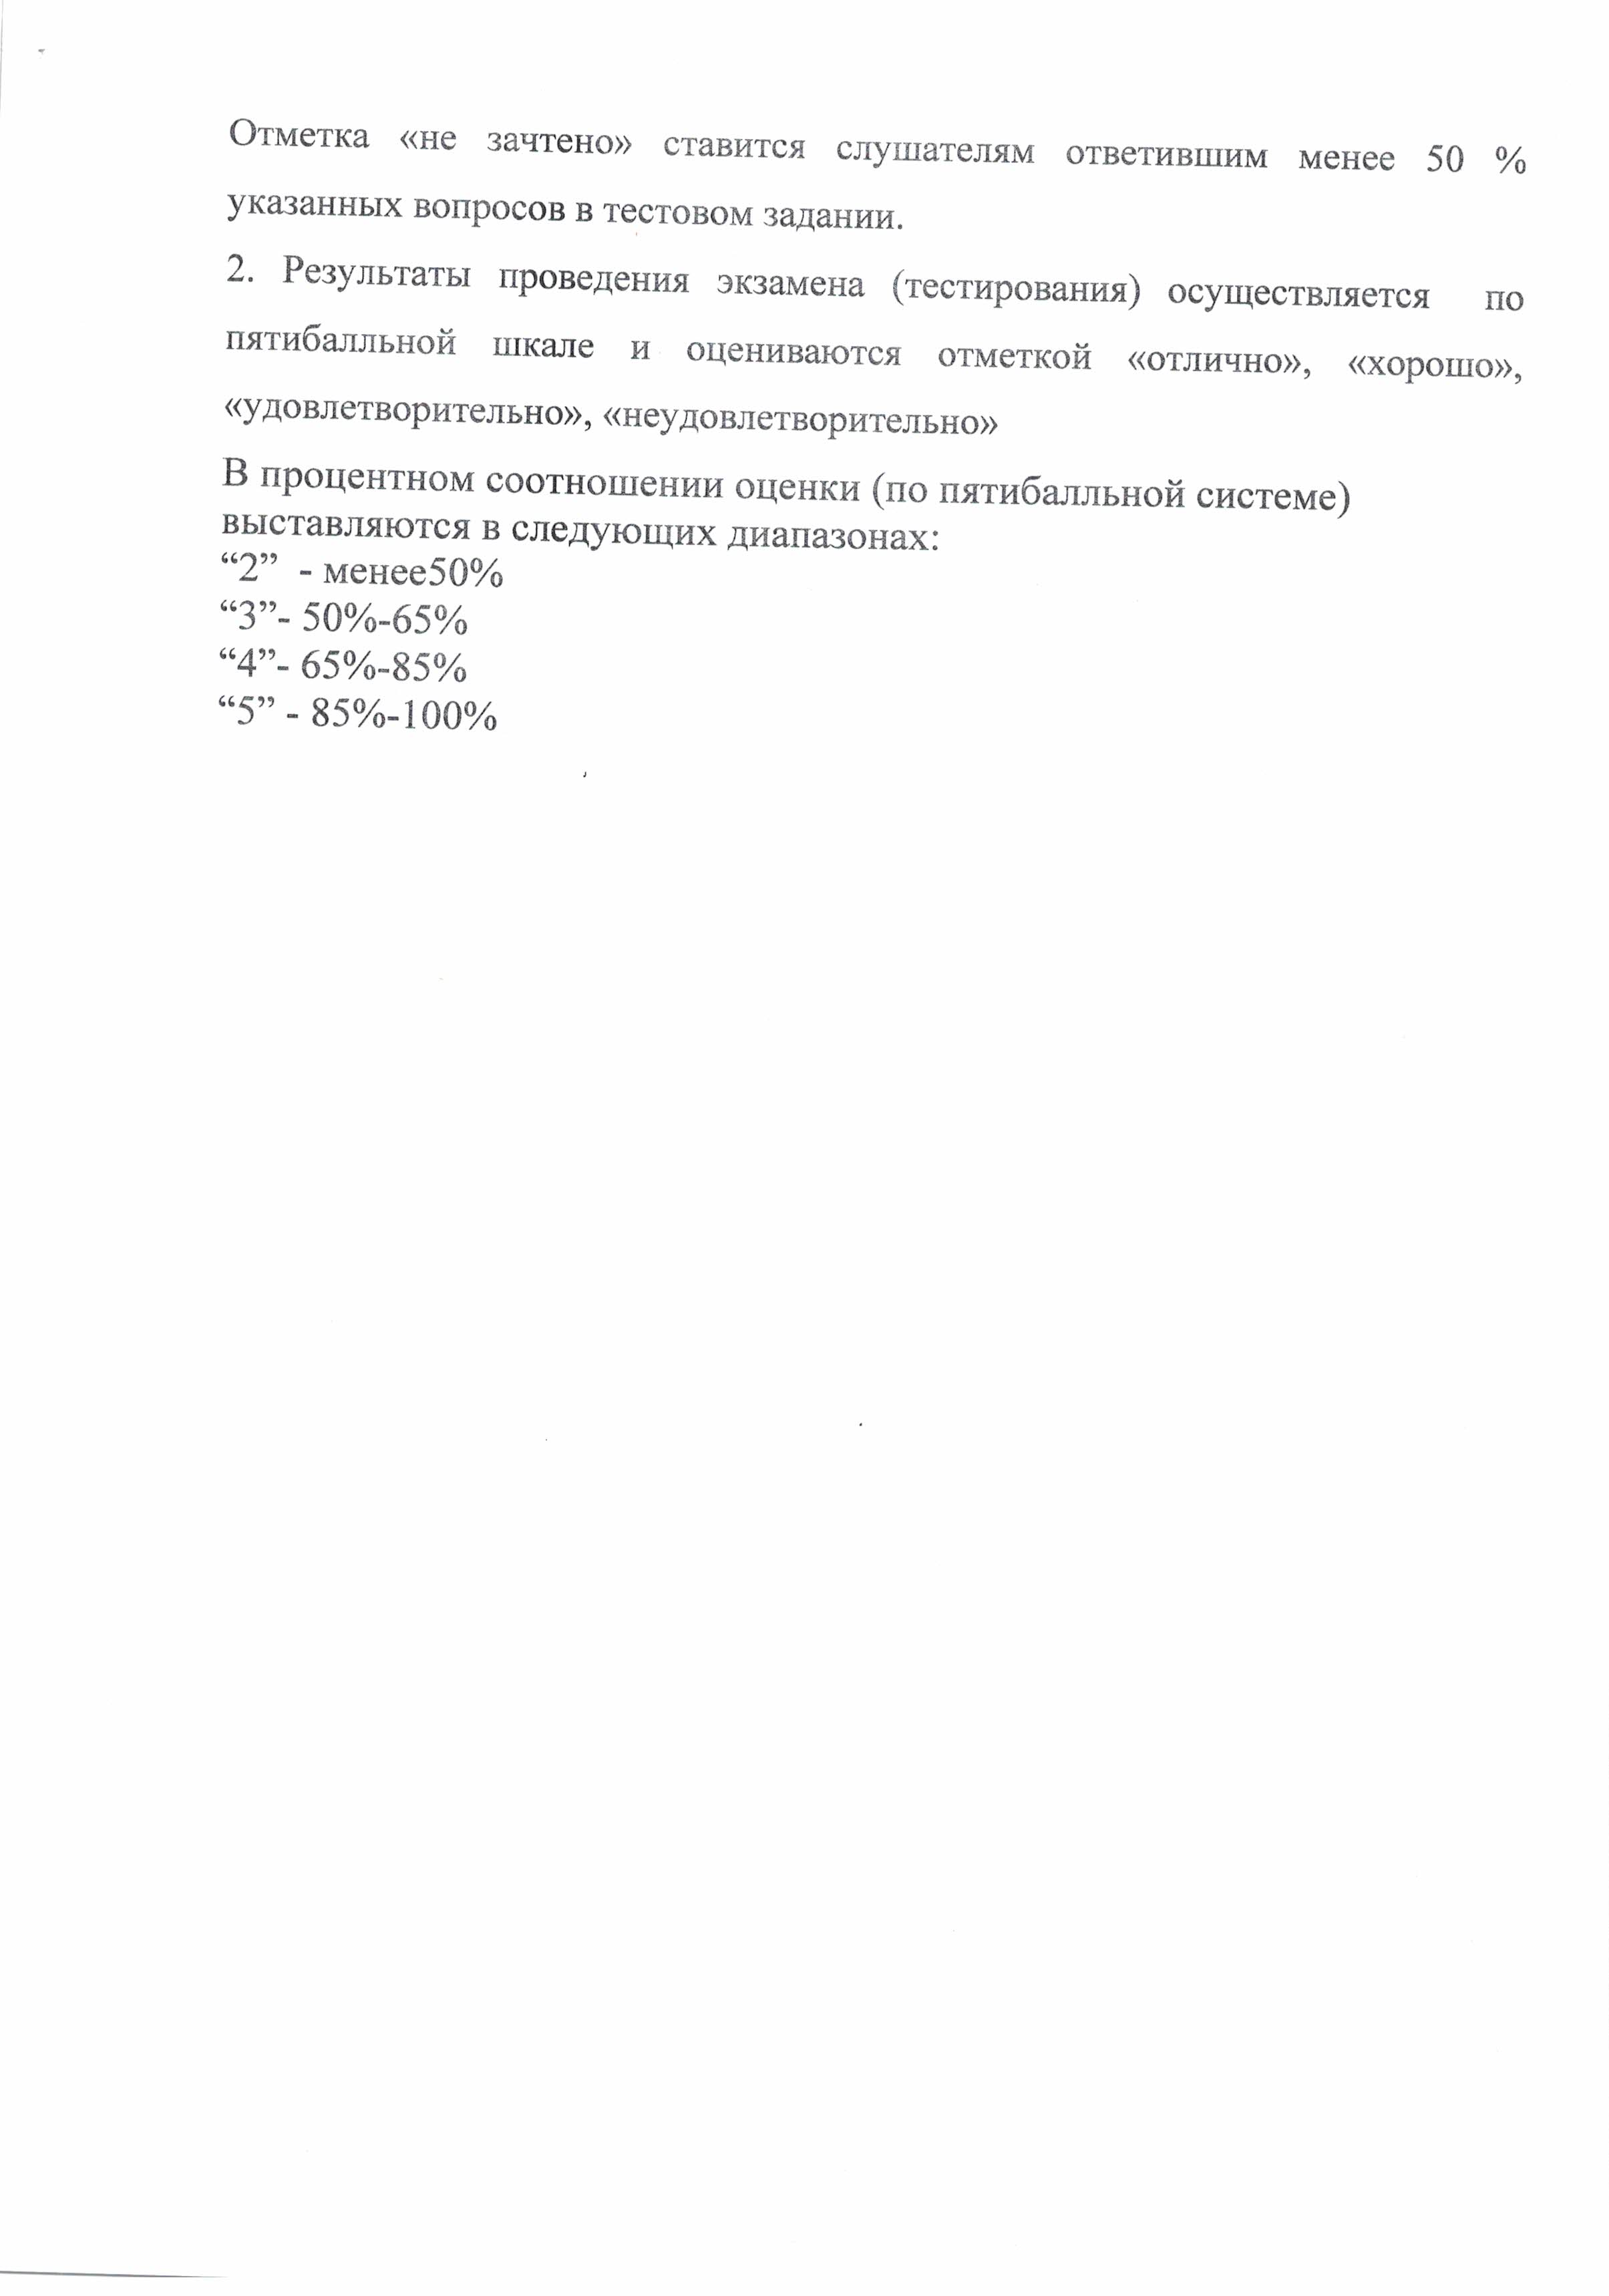 Отметка «не зачтено» ставится слушателям ответившим менее 50 %
указанных вопросов в тестовом задании.
2. Результаты проведения экзамена (тестирования) осуществляется по
пятибалльной шкале и оцениваются отметкой «отлично», «хорошо»,
«удовлетворительно», «неудовлетворительно»
В процентном соотношении оценки (по пятибалльной системе)
выставляются в следующих диапазонах:
“2” - менее50%
“3”- 50%-65%
“4”- 65%-85%
“5” - 85%-100%